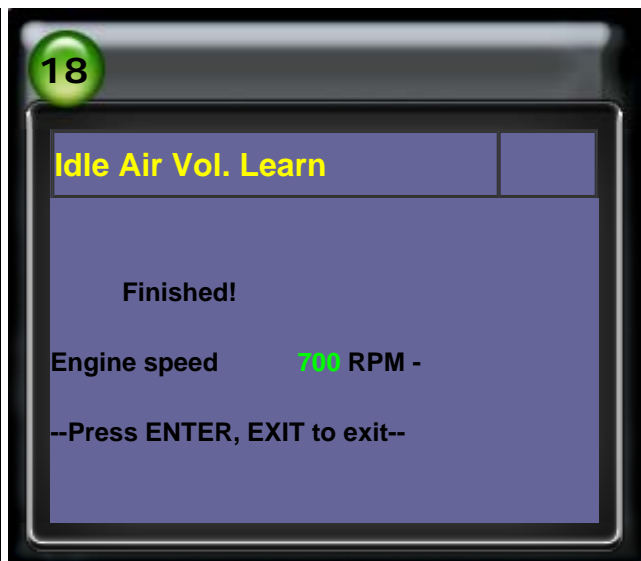 18
Idle Air Vol. Learn
Finished!
Engine speed 700 RPM -
--Press ENTER, EXIT to exit--